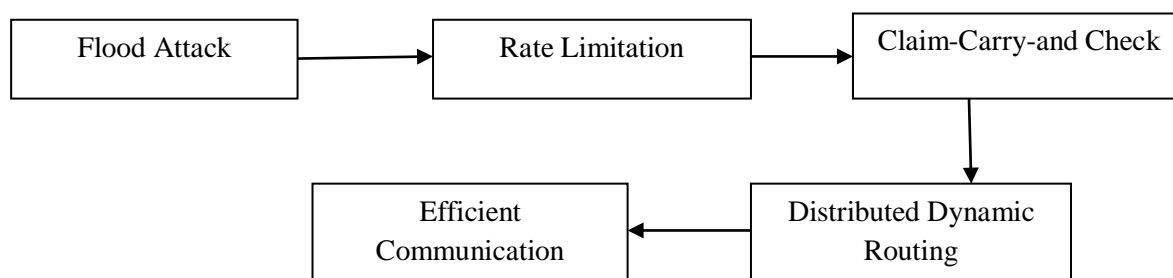 Flood Attack
Rate Limitation
Claim-Carry-and Check
Efficient
Communication
Distributed Dynamic
Routing